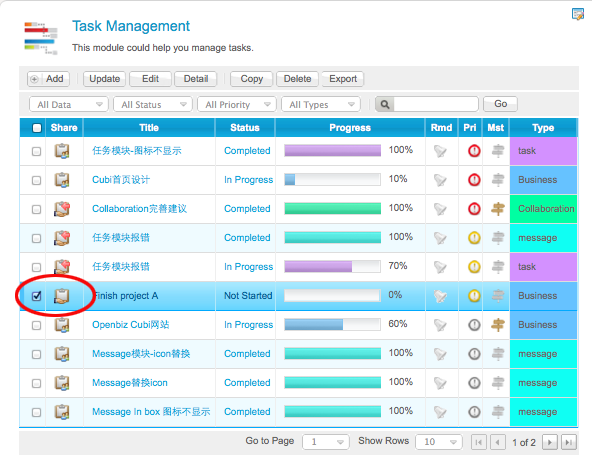 Task Management
This module could help you manage tasks.
Add Update Edit Detail Copy Delete Export
All Data All Status All Priority All Types Go
Share Title Status Progress Rmd Pri Mst Type
任务模块-图标不显示 Completed 100% task
Cubi首页设计 In Progress 10% Business
Collaboration完善建议 Completed 100% Collaboration
任务模块报错 Completed 100% message
任务模块报错 In Progress 70% task
Finish project A Not Started 0% Business
Openbiz Cubi网站 In Progress 60% Business
Message模块-icon替换 Completed 100% message
Message替换icon Completed 100% message
Message In box 图标不显示 Completed 100% message
Go to Page 1 Show Rows 10 1 of 2